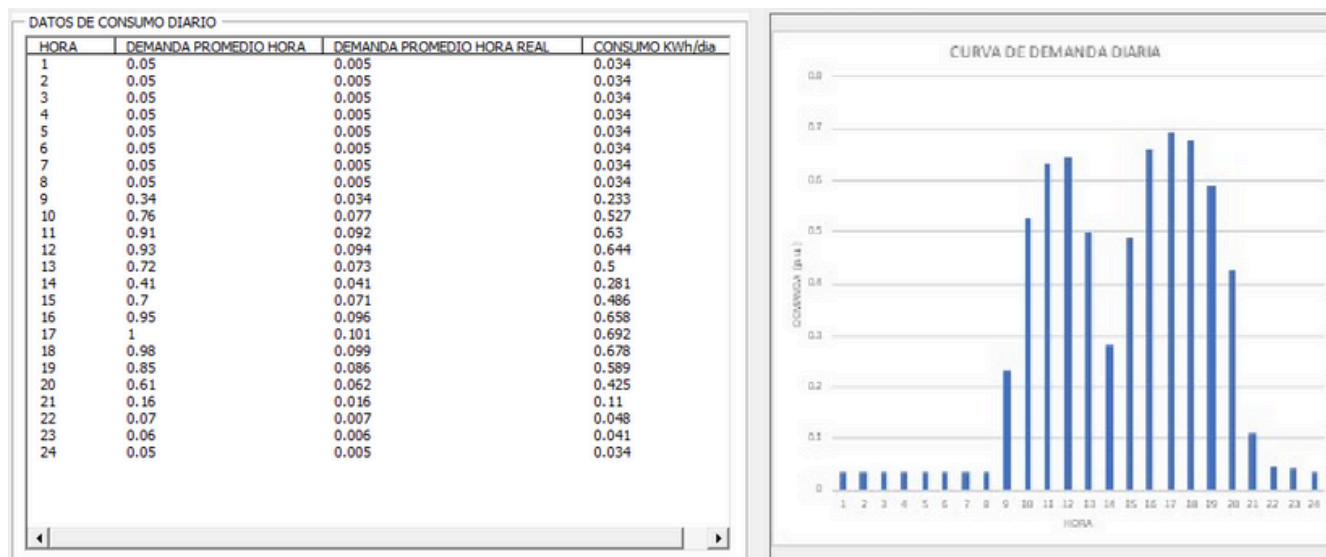 DATOS DE CONSUMO DIARIO
HORA DEMANDA PROMEDIO HORA DEMANDA PROMEDIO HORA REAL CONSUMO KWh/dia
1 0.05 0.005 0.034
2 0.05 0.005 0.034
3 0.05 0.005 0.034
4 0.05 0.005 0.034
5 0.05 0.005 0.034
6 0.05 0.005 0.034
7 0.05 0.005 0.034
8 0.05 0.005 0.034
9 0.34 0.034 0.233
10 0.76 0.077 0.527
11 0.91 0.092 0.63
12 0.93 0.094 0.644
13 0.72 0.073 0.5
14 0.41 0.041 0.281
15 0.7 0.071 0.486
16 0.95 0.096 0.658
17 1 0.101 0.692
18 0.98 0.099 0.678
19 0.85 0.086 0.589
20 0.61 0.062 0.425
21 0.16 0.016 0.11
22 0.07 0.007 0.048
23 0.06 0.006 0.041
24 0.05 0.005 0.034
CURVA DE DEMANDA DIARIA
0.8
0.7
0.6
0.5
0.4
0.3
0.2
0.1
0
DEMANDA (p.u.)
1 2 3 4 5 6 7 8 9 10 11 12 13 14 15 16 17 18 19 20 21 22 23 24
HORA